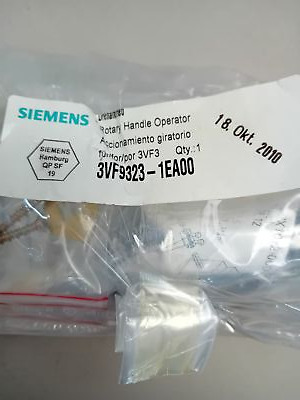 SIEMENS
Rotary Handle Operator
Accionamiento giratorio
für/for/por 3VF3 Qty.:1
3VF9323-1EA00
18. Okt. 2010
SIEMENS
Hamburg
QP SF
19
12